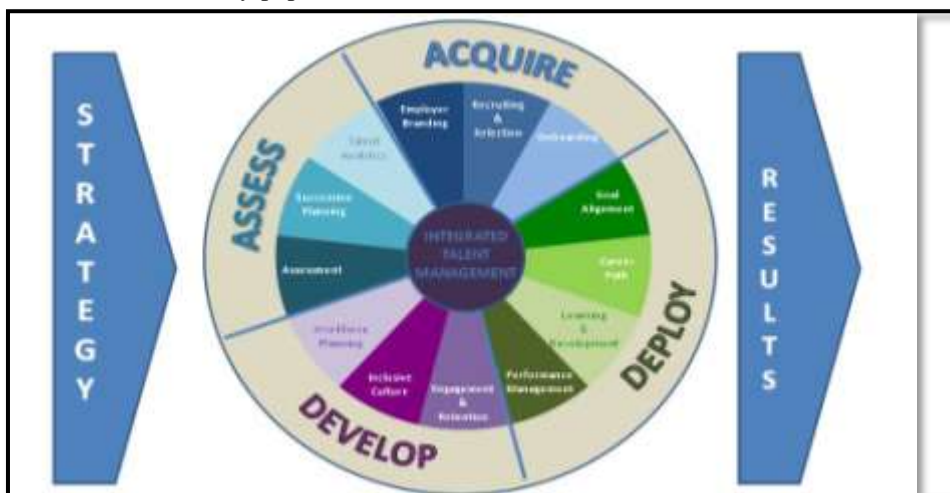 STRATEGY
ACQUIRE
Employer
Branding
Recruiting
&
Selection
Onboarding
Goal
Alignment
Career
Path
Learning
&
Development
Performance
Management
DEPLOY
Engagement
&
Retention
Inclusive
Culture
Workforce
Planning
DEVELOP
Assessment
Succession
Planning
Talent
Analytics
ASSESS
INTEGRATED
TALENT
MANAGEMENT
RESULTS